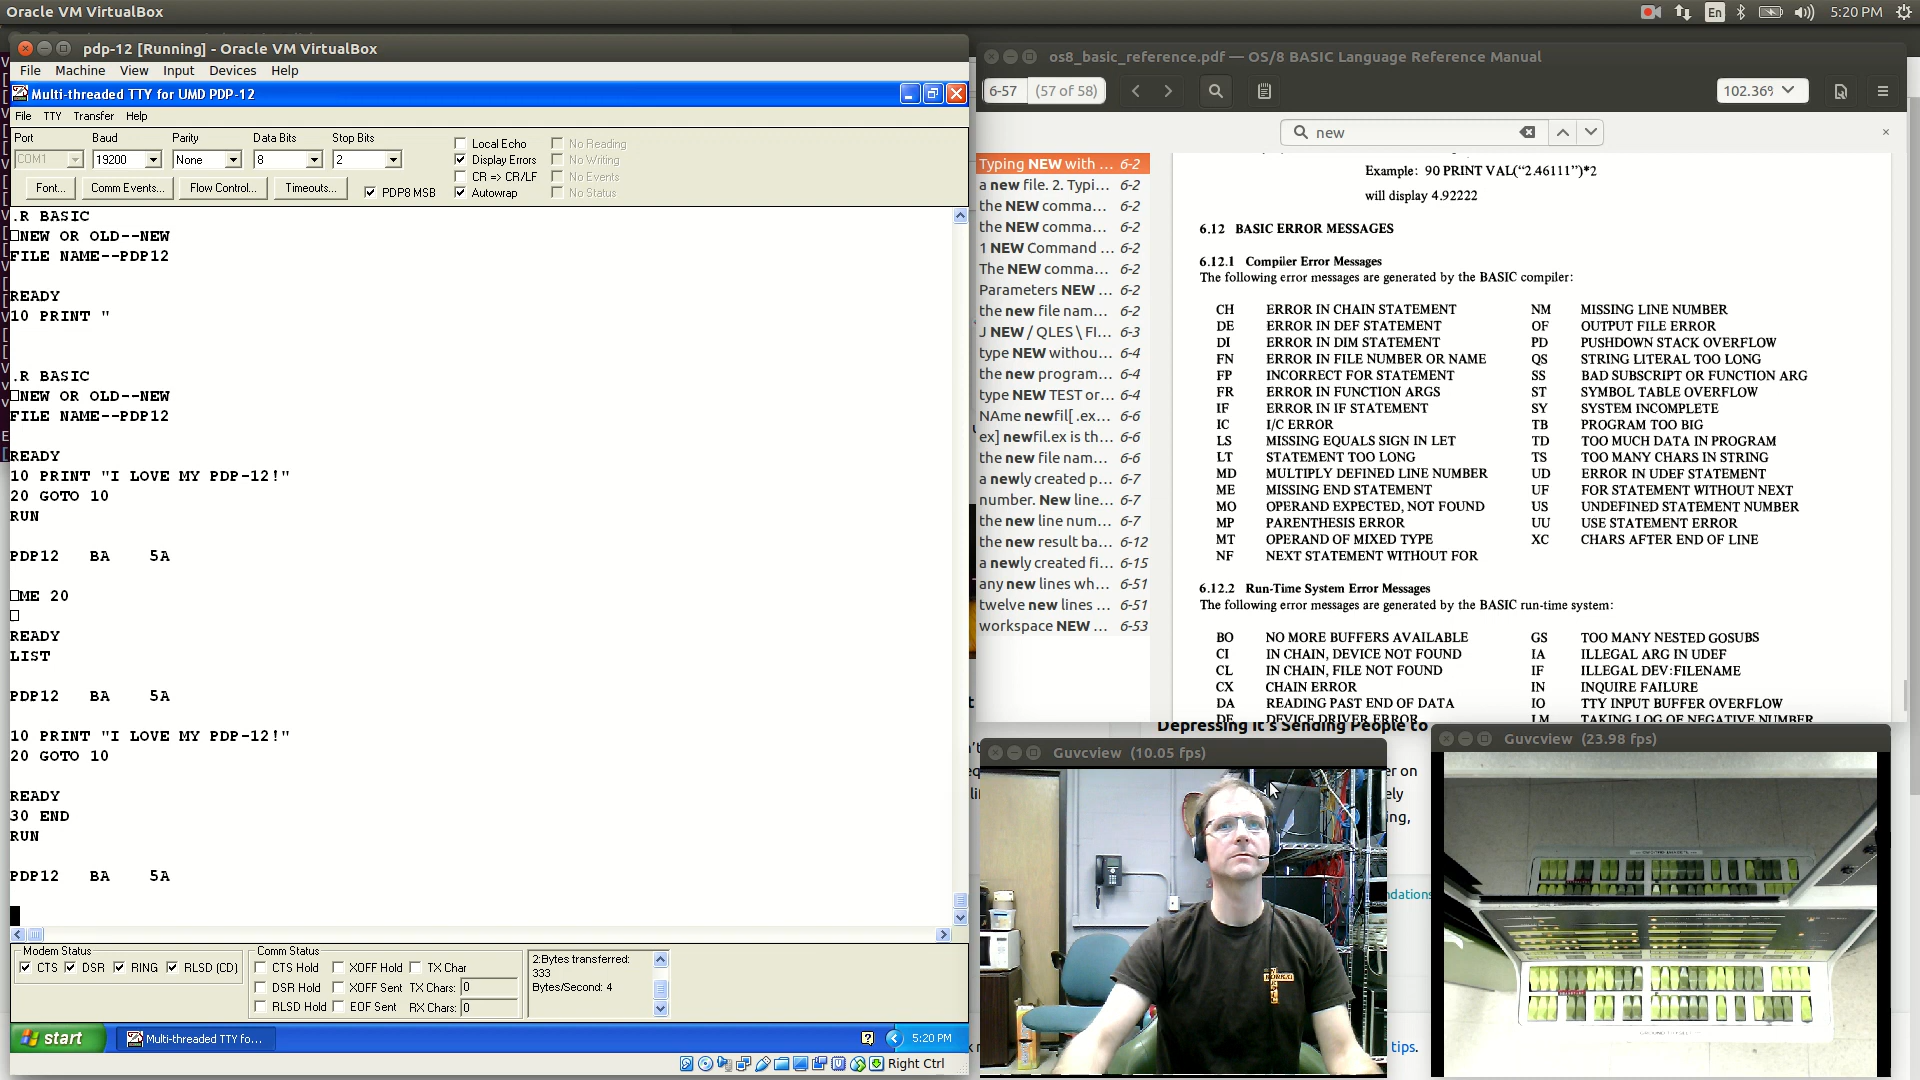 Oracle VM VirtualBox
En
5:20 PM
pdp-12 [Running] - Oracle VM VirtualBox
File Machine View Input Devices Help
Multi-threaded TTY for UMD PDP-12
File TTY Transfer Help
Port Baud Parity Data Bits Stop Bits
COM1 19200 None 8 2
Font... Comm Events... Flow Control... Timeouts... PDP8 MSB
Local Echo No Reading
Display Errors No Writing
CR => CR/LF No Events
Autowrap No Status
.R BASIC
NEW OR OLD--NEW
FILE NAME--PDP12
READY
10 PRINT "
.R BASIC
NEW OR OLD--NEW
FILE NAME--PDP12
READY
10 PRINT "I LOVE MY PDP-12!"
20 GOTO 10
RUN
PDP12 BA 5A
ME 20
READY
LIST
PDP12 BA 5A
10 PRINT "I LOVE MY PDP-12!"
20 GOTO 10
READY
30 END
RUN
PDP12 BA 5A
Modem Status
CTS DSR RING RLSD (CD)
Comm Status
CTS Hold XOFF Hold TX Char
DSR Hold XOFF Sent TX Chars: 0
RLSD Hold EOF Sent RX Chars: 0
2:Bytes transferred:
333
Bytes/Second: 4
start
Multi-threaded TTY fo...
5:20 PM
Right Ctrl
os8_basic_reference.pdf — OS/8 BASIC Language Reference Manual
6-57 (57 of 58)
102.36%
new
Typing NEW with ... 6-2
a new file. 2. Typi... 6-2
the NEW comma... 6-2
the NEW comma... 6-2
1 NEW Command ... 6-2
The NEW comma... 6-2
Parameters NEW ... 6-2
the new file nam... 6-2
J NEW / QLES \ FI... 6-3
type NEW withou... 6-4
the new program... 6-4
type NEW TEST or... 6-4
NAme newfil[ .ex... 6-6
ex] newfil.ex is th... 6-6
the new file nam... 6-6
a newly created p... 6-7
number. New line... 6-7
the new line num... 6-7
the new result ba... 6-12
a newly created fi... 6-15
any new lines wh... 6-51
twelve new lines ... 6-51
workspace NEW ... 6-53
Example: 90 PRINT VAL("2.46111")*2
will display 4.92222
6.12 BASIC ERROR MESSAGES
6.12.1 Compiler Error Messages
The following error messages are generated by the BASIC compiler:
CH ERROR IN CHAIN STATEMENT NM MISSING LINE NUMBER
DE ERROR IN DEF STATEMENT OF OUTPUT FILE ERROR
DI ERROR IN DIM STATEMENT PD PUSHDOWN STACK OVERFLOW
FN ERROR IN FILE NUMBER OR NAME QS STRING LITERAL TOO LONG
FP INCORRECT FOR STATEMENT SS BAD SUBSCRIPT OR FUNCTION ARG
FR ERROR IN FUNCTION ARGS ST SYMBOL TABLE OVERFLOW
IF ERROR IN IF STATEMENT SY SYSTEM INCOMPLETE
IC I/C ERROR TB PROGRAM TOO BIG
LS MISSING EQUALS SIGN IN LET TD TOO MUCH DATA IN PROGRAM
LT STATEMENT TOO LONG TS TOO MANY CHARS IN STRING
MD MULTIPLY DEFINED LINE NUMBER UD ERROR IN UDEF STATEMENT
ME MISSING END STATEMENT UF FOR STATEMENT WITHOUT NEXT
MO OPERAND EXPECTED, NOT FOUND US UNDEFINED STATEMENT NUMBER
MP PARENTHESIS ERROR UU USE STATEMENT ERROR
MT OPERAND OF MIXED TYPE XC CHARS AFTER END OF LINE
NF NEXT STATEMENT WITHOUT FOR
6.12.2 Run-Time System Error Messages
The following error messages are generated by the BASIC run-time system:
BO NO MORE BUFFERS AVAILABLE GS TOO MANY NESTED GOSUBS
CI IN CHAIN, DEVICE NOT FOUND IA ILLEGAL ARG IN UDEF
CL IN CHAIN, FILE NOT FOUND IF ILLEGAL DEV:FILENAME
CX CHAIN ERROR IN INQUIRE FAILURE
DA READING PAST END OF DATA IO TTY INPUT BUFFER OVERFLOW
DE DEVICE DRIVER ERROR LM TAKING LOG OF NEGATIVE NUMBER
Depressing It's Sending People to
Guvcview (10.05 fps)
Guvcview (23.98 fps)
er on
ely
ing,
ndations
tips.